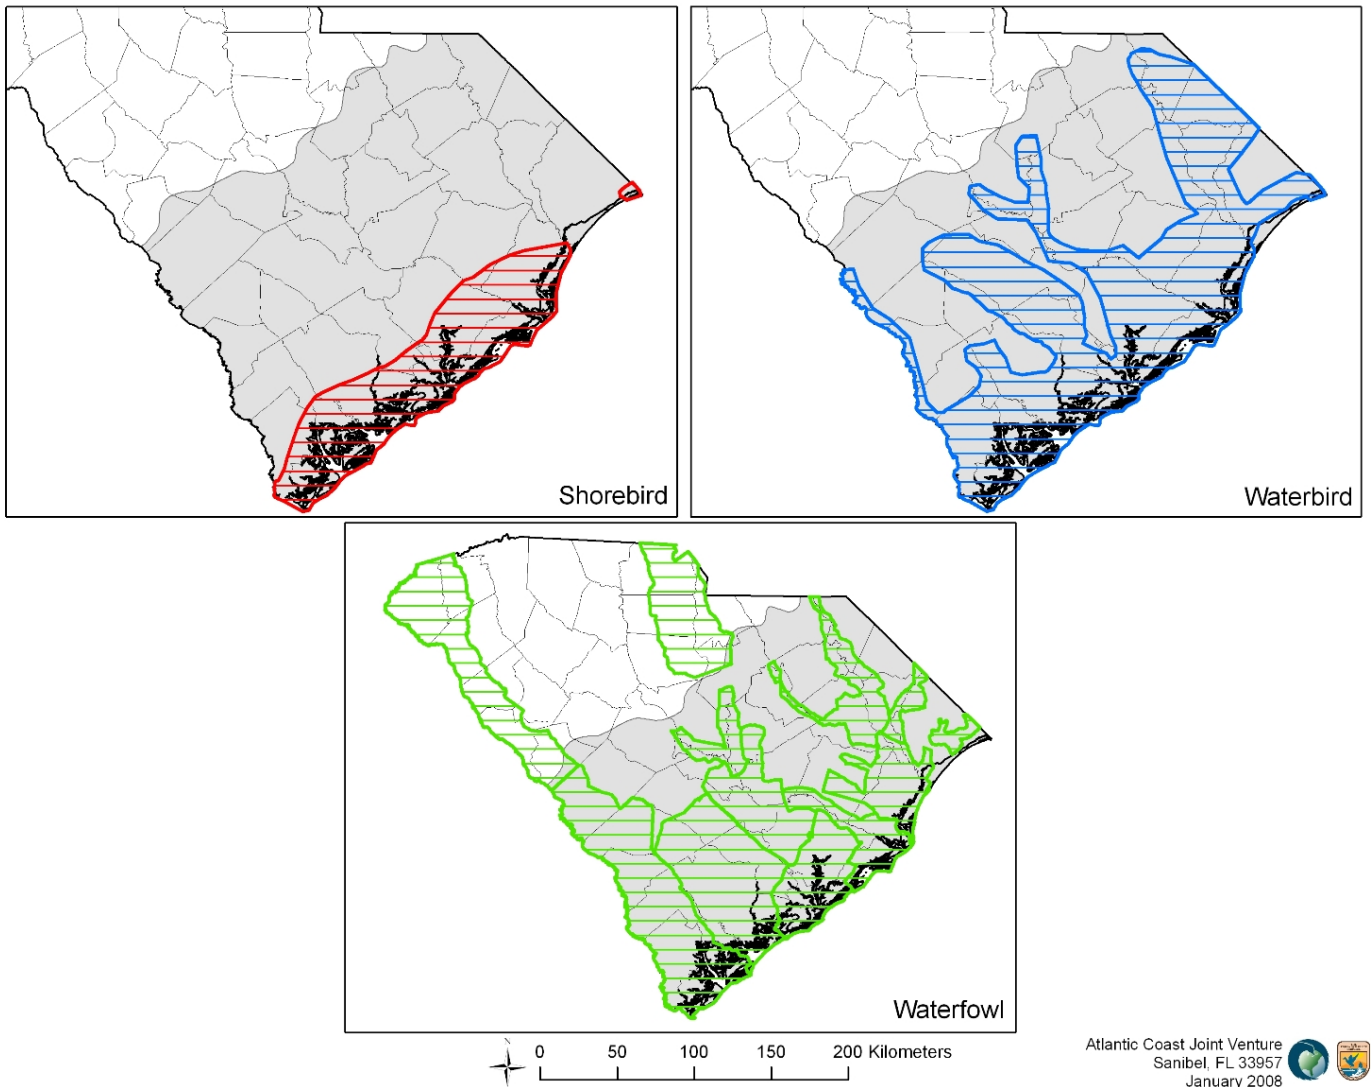 Shorebird
Waterbird
Waterfowl
N
0 50 100 150 200 Kilometers
Atlantic Coast Joint Venture
Sanibel, FL 33957
January 2008